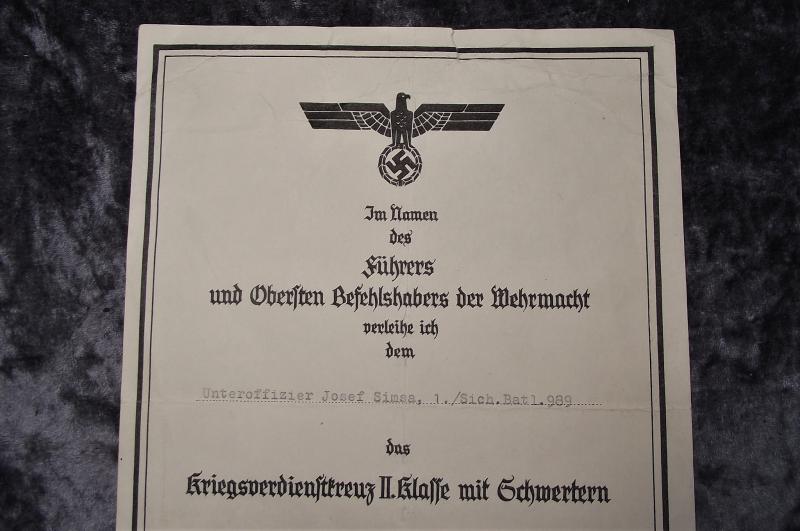 Im Namen
des
Führers
und Obersten Befehlshabers der Wehrmacht
verleihe ich
dem
Unteroffizier Josef Simsa, 1./Sich.Batl.989
das
Kriegsverdienstkreuz II. Klasse mit Schwertern